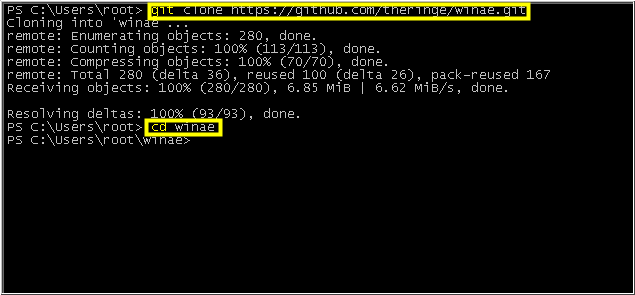 PS C:\Users\root> git clone https://github.com/theringe/winae.git
Cloning into 'winae'...
remote: Enumerating objects: 280, done.
remote: Counting objects: 100% (113/113), done.
remote: Compressing objects: 100% (70/70), done.
remote: Total 280 (delta 36), reused 100 (delta 26), pack-reused 167
Receiving objects: 100% (280/280), 6.85 MiB | 6.62 MiB/s, done.
Resolving deltas: 100% (93/93), done.
PS C:\Users\root> cd winae
PS C:\Users\root\winae>